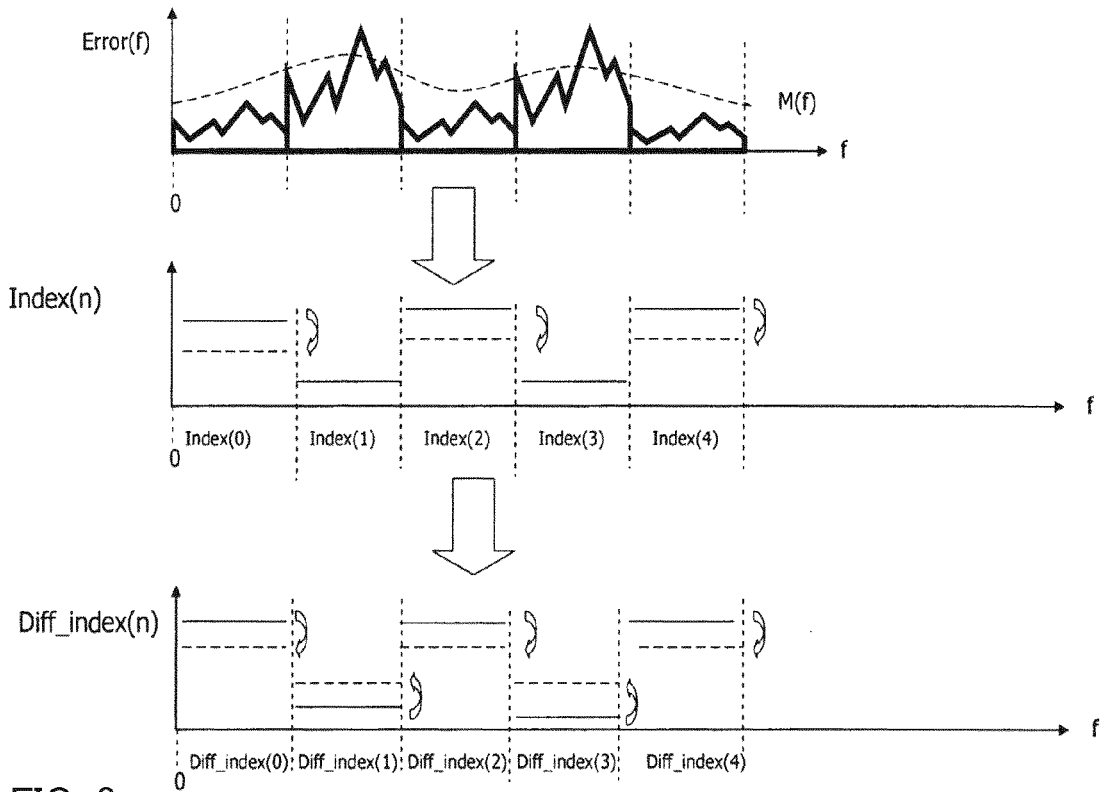 Error(f)
M(f)
f
0
Index(n)
f
Index(0) Index(1) Index(2) Index(3) Index(4)
0
Diff_index(n)
f
Diff_index(0) Diff_index(1) Diff_index(2) Diff_index(3) Diff_index(4)
0